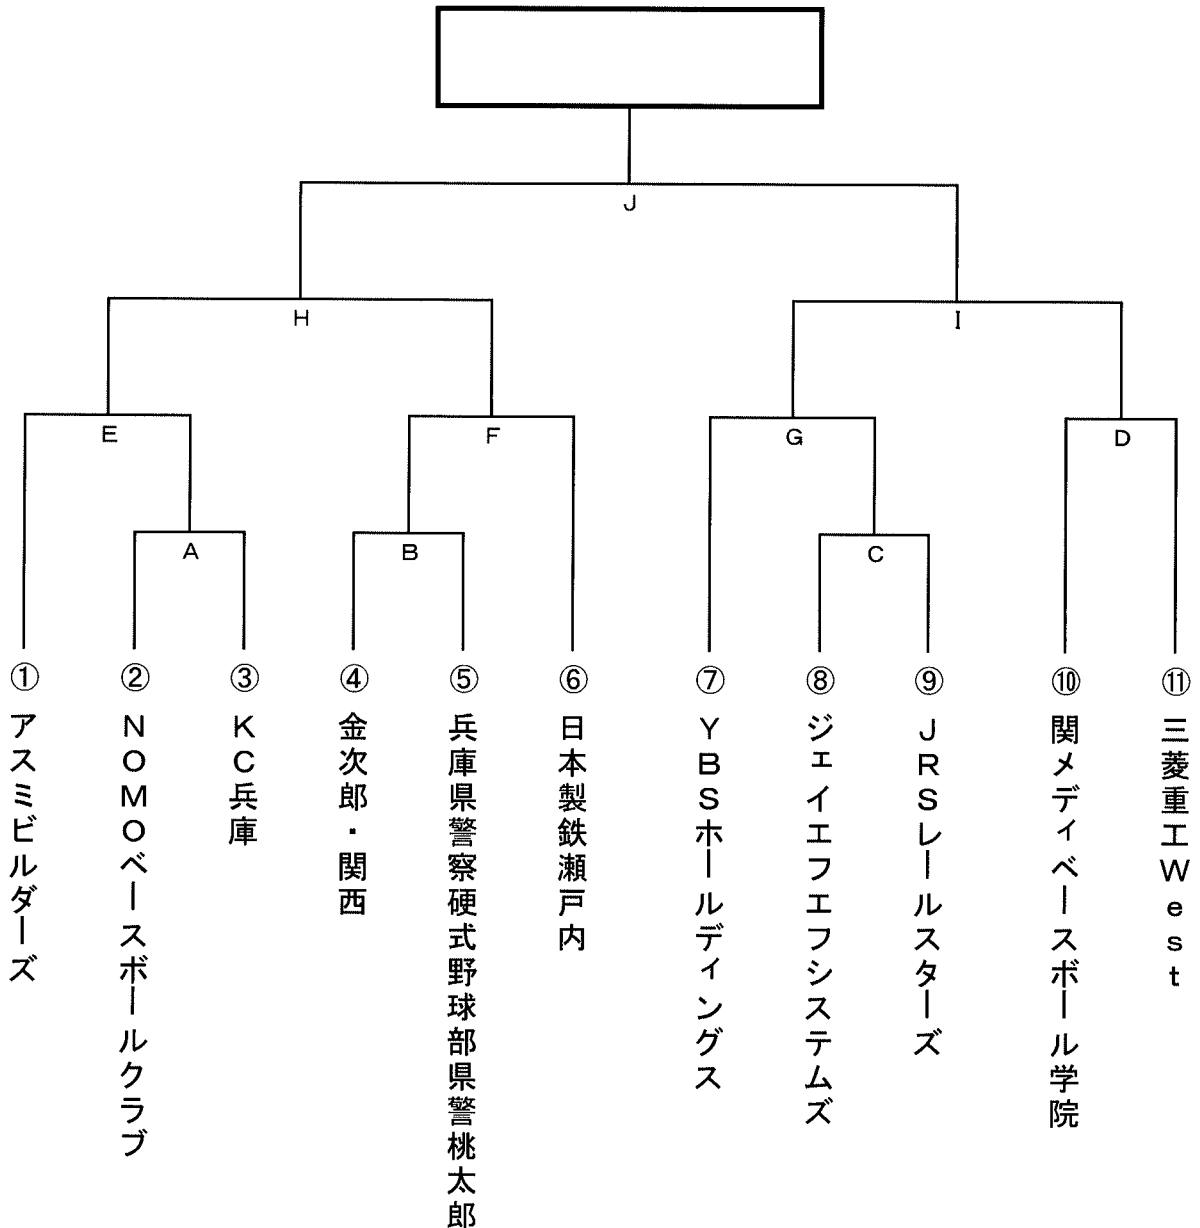 J
H
I
E
F
G
D
A
B
C
①アスミビルダーズ
②NOMOベースボールクラブ
③KC兵庫
④金次郎・関西
⑤兵庫県警察硬式野球部県警桃太郎
⑥日本製鉄瀬戸内
⑦YBSホールディングス
⑧ジェイエフエフシステムズ
⑨JRSレールスターズ
⑩関メディベースボール学院
⑪三菱重工West